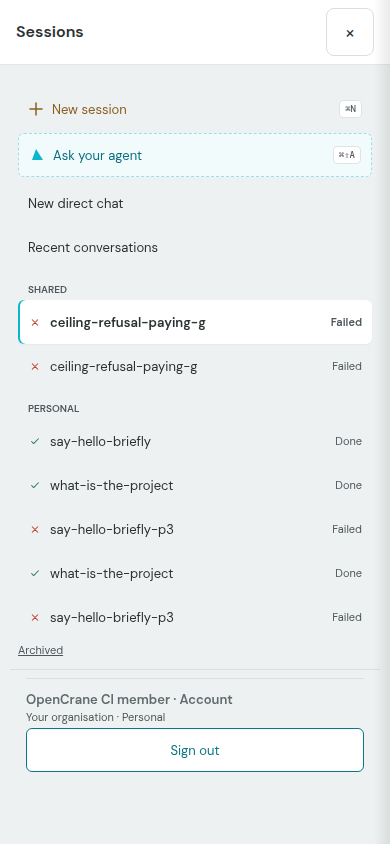 Sessions
×
New session ⌘N
Ask your agent ⌘⇧A
New direct chat
Recent conversations
SHARED
ceiling-refusal-paying-g Failed
ceiling-refusal-paying-g Failed
PERSONAL
say-hello-briefly Done
what-is-the-project Done
say-hello-briefly-p3 Failed
what-is-the-project Done
say-hello-briefly-p3 Failed
Archived
OpenCrane CI member · Account
Your organisation · Personal
Sign out